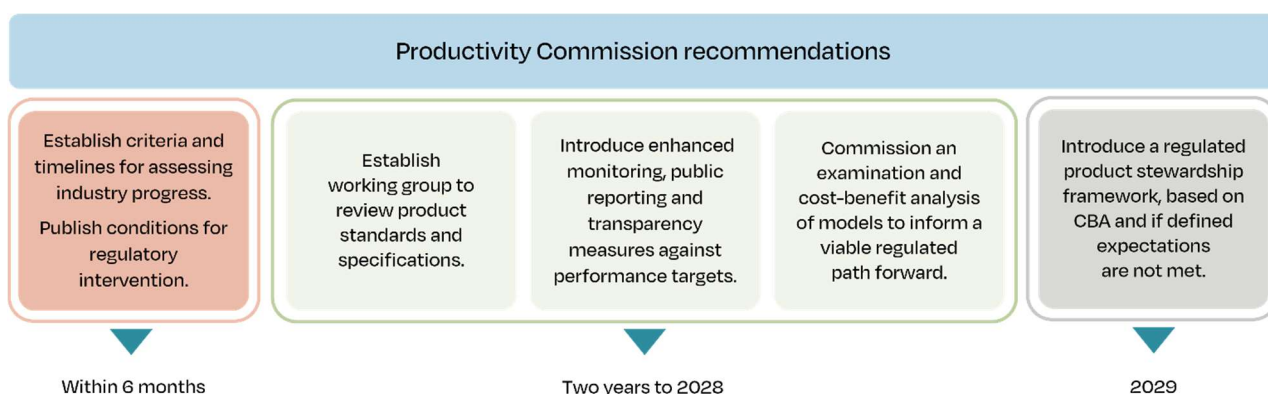 Productivity Commission recommendations
Establish criteria and
timelines for assessing
industry progress.
Publish conditions for
regulatory
intervention.
Establish
working group to
review product
standards and
specifications.
Introduce enhanced
monitoring, public
reporting and
transparency
measures against
performance targets.
Commission an
examination and
cost-benefit analysis
of models to inform a
viable regulated
path forward.
Introduce a regulated
product stewardship
framework, based on
CBA and if defined
expectations
are not met.
Within 6 months
Two years to 2028
2029